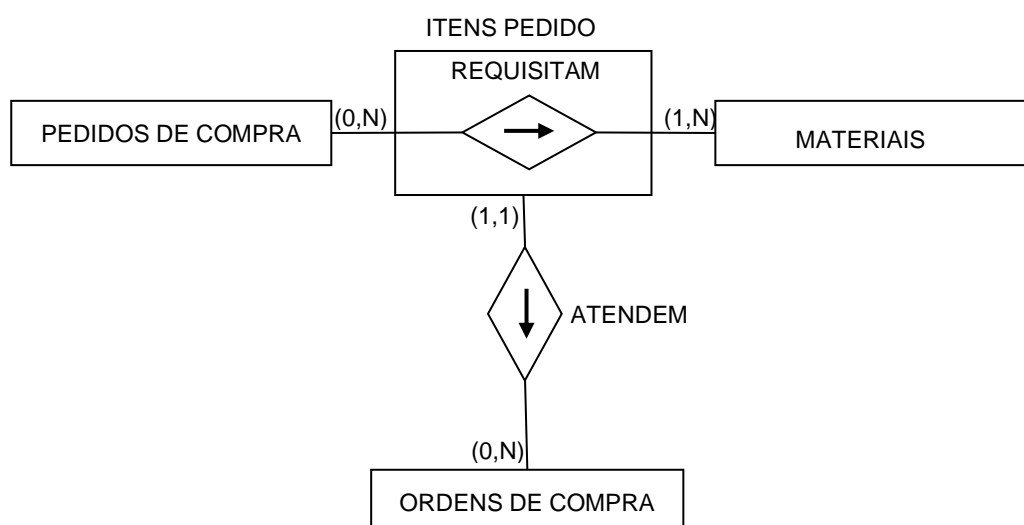 ITENS PEDIDO
REQUISITAM
PEDIDOS DE COMPRA
(0,N)
(1,N)
MATERIAIS
(1,1)
ATENDEM
(0,N)
ORDENS DE COMPRA